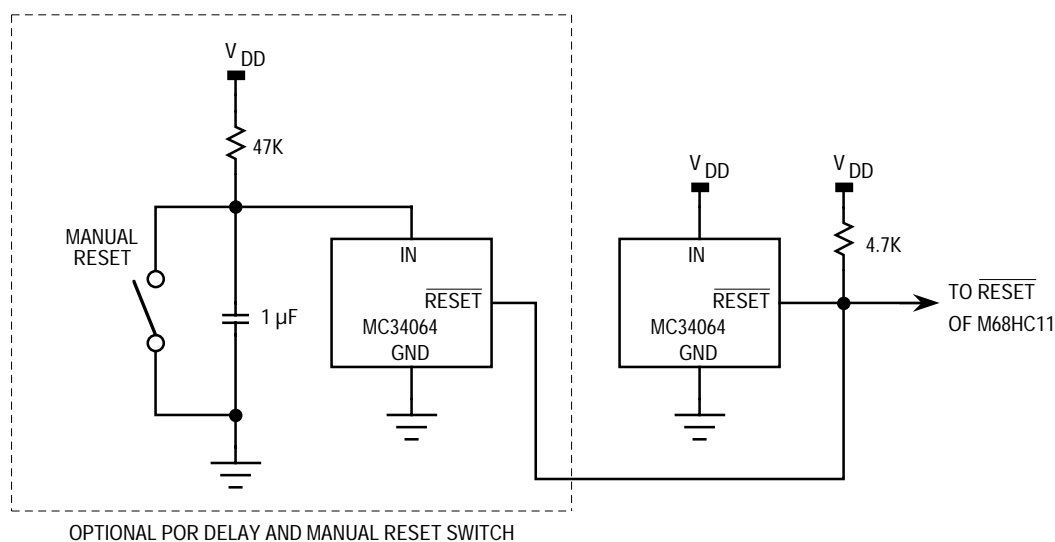 V DD
47K
MANUAL
RESET
1 µF
IN
RESET
MC34064
GND
V DD
V DD
4.7K
IN
RESET
MC34064
GND
TO RESET
OF M68HC11
OPTIONAL POR DELAY AND MANUAL RESET SWITCH